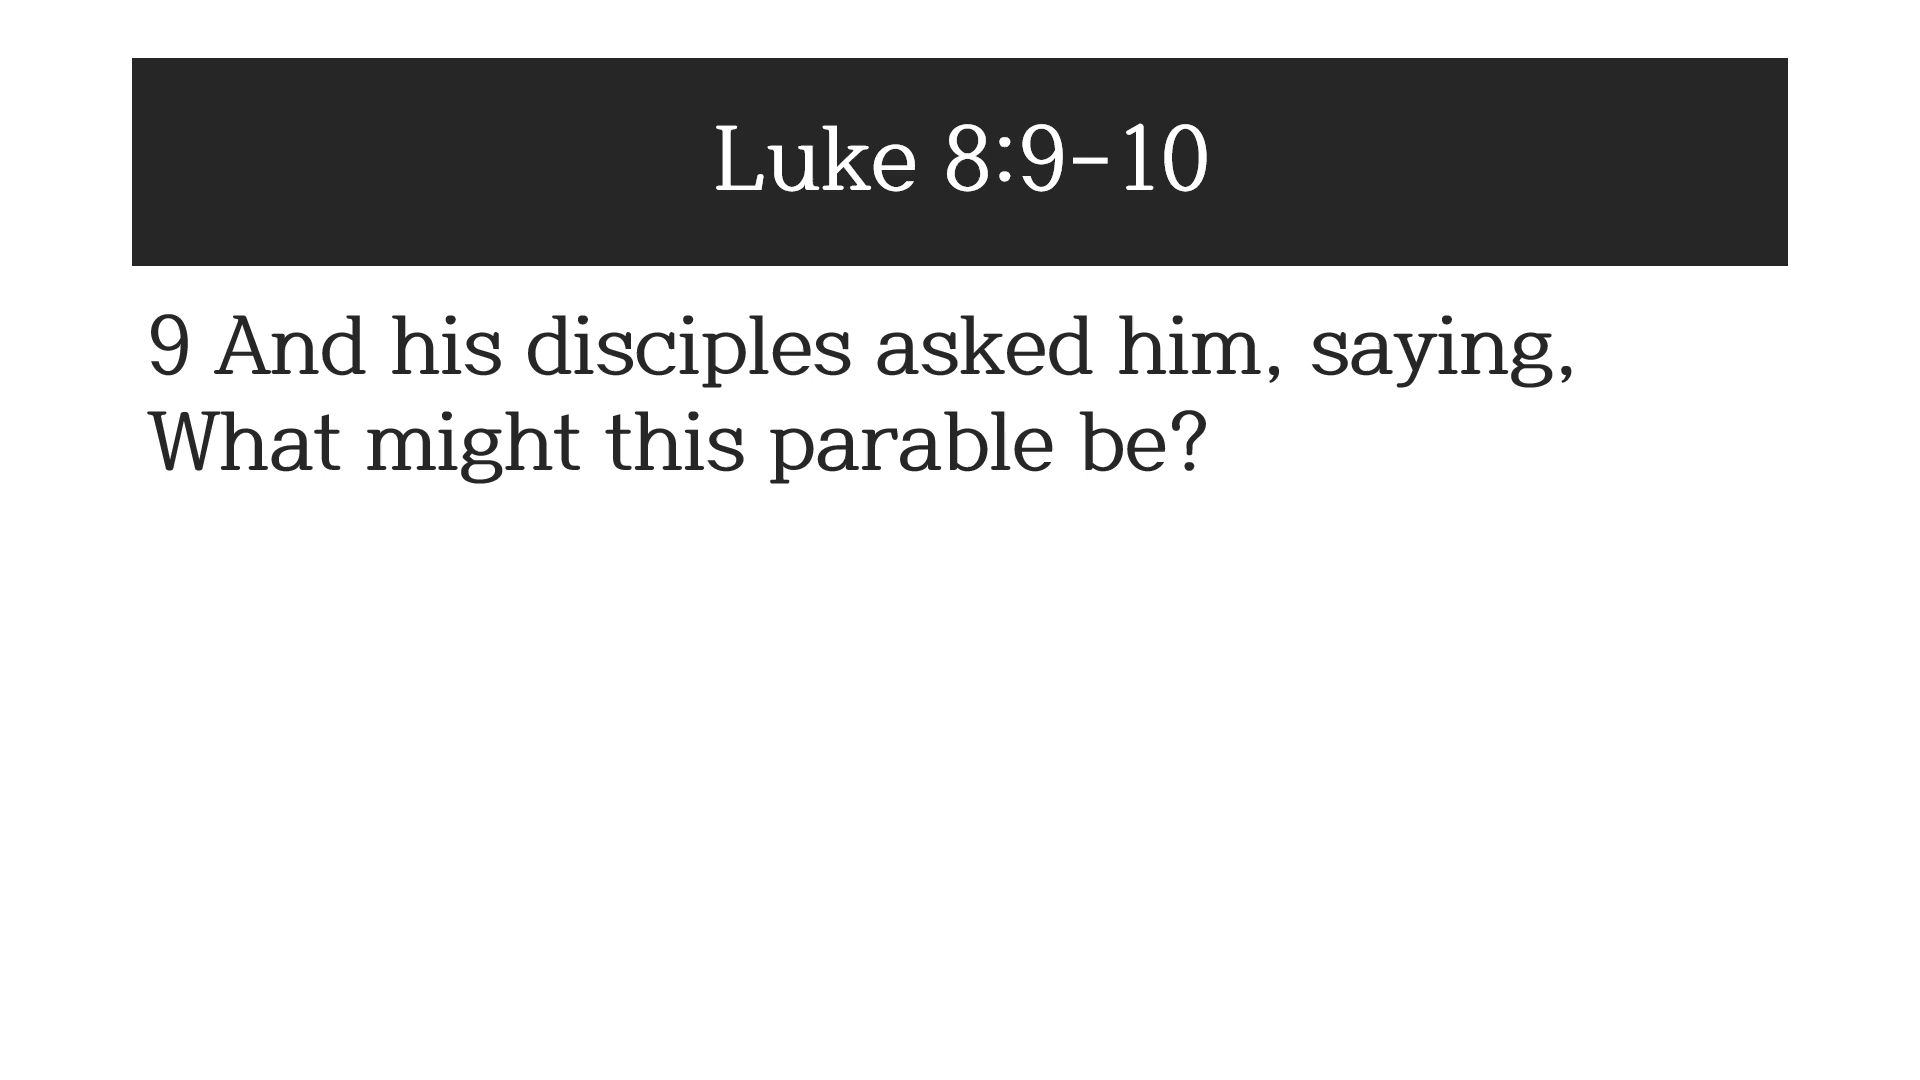 Luke 8:9-10
9 And his disciples asked him, saying,
What might this parable be?